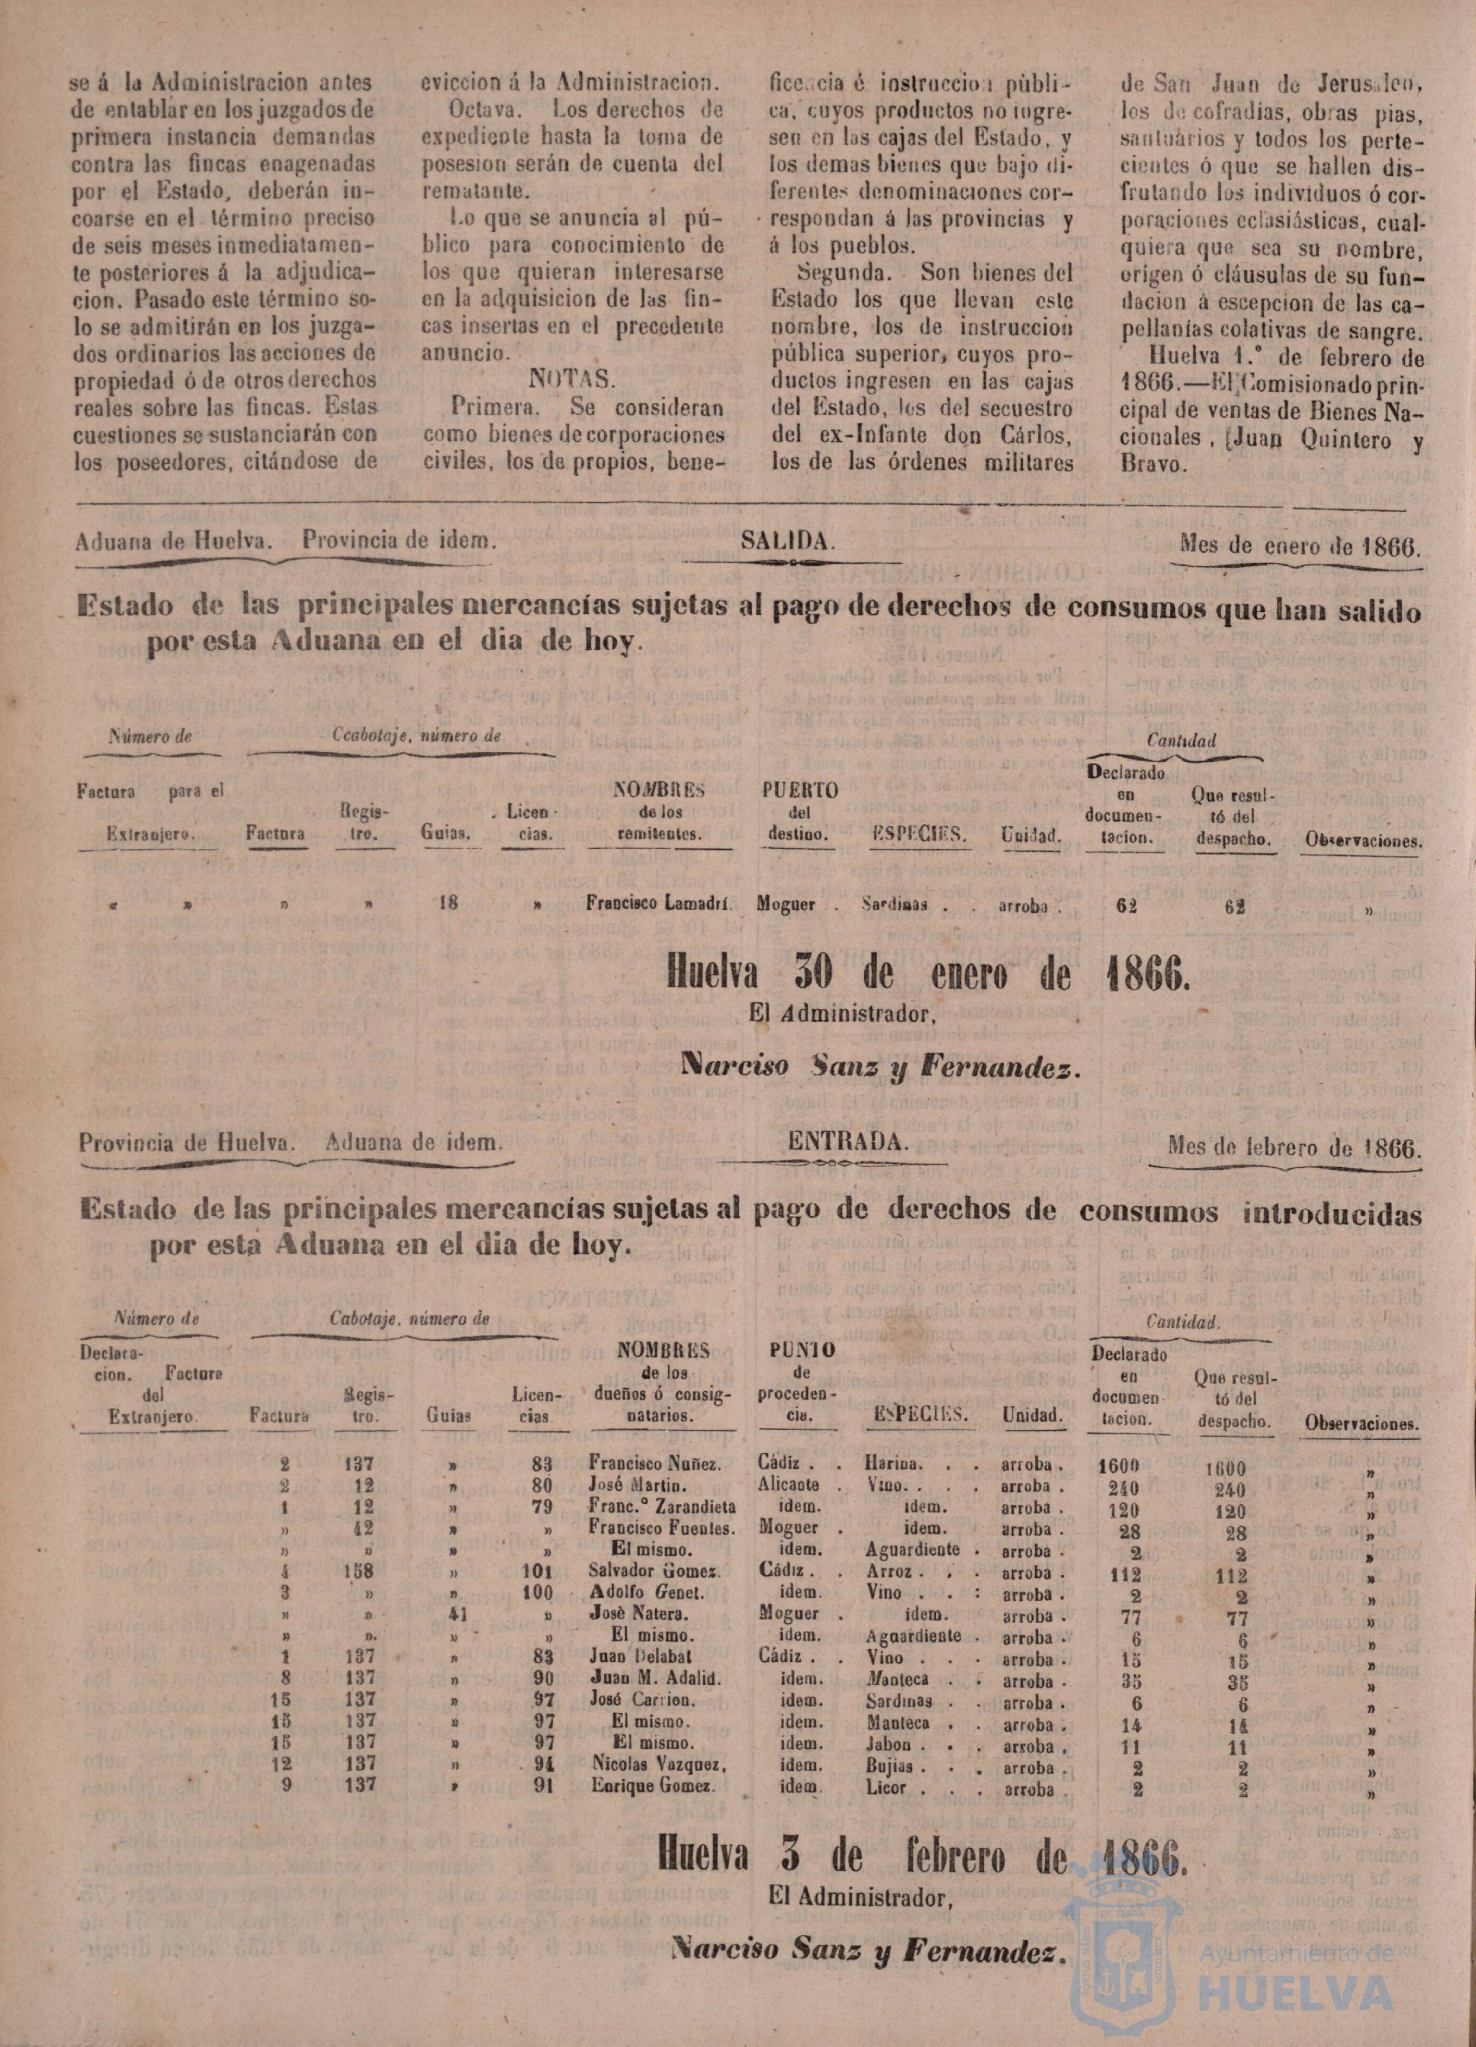 se á la Administracion antes
de entablar en los juzgados de
primera instancia demandas
contra las fincas enagenadas
por el Estado, deberán in-
coarse en el término preciso
de seis meses inmediatamen-
te posteriores á la adjudica-
cion. Pasado este término so-
lo se admitirán en los juzga-
dos ordinarios las acciones de
propiedad ó de otros derechos
reales sobre las fincas. Estas
cuestiones se sustanciarán con
los poseedores, citándose de
eviccion á la Administracion.
Octava. Los derechos de
expediente hasta la toma de
posesion serán de cuenta del
rematante.
Lo que se anuncia al pú-
blico para conocimiento de
los que quieran interesarse
en la adquisicion de las fin-
cas insertas en el precedente
anuncio.
NOTAS.
Primera. Se consideran
como bienes de corporaciones
civiles, los de propios, bene-
ficencia é instruccion públi-
ca, cuyos productos no ingre-
sen en las cajas del Estado, y
los demas bienes que bajo di-
ferentes denominaciones cor-
respondan á las provincias y
á los pueblos.
Segunda. Son bienes del
Estado los que llevan este
nombre, los de instruccion
pública superior, cuyos pro-
ductos ingresen en las cajas
del Estado, los del secuestro
del ex-Infante don Cárlos,
los de las órdenes militares
de San Juan de Jerusalen,
los de cofradías, obras pias,
santuários y todos los perte-
cientes ó que se hallen dis-
frutando los individuos ó cor-
poraciones eclasiásticas, cual-
quiera que sea su nombre,
origen ó cláusulas de su fun-
dacion á escepcion de las ca-
pellanías colativas de sangre.
Huelva 1.º de febrero de
1866.—El Comisionado prin-
cipal de ventas de Bienes Na-
cionales, Juan Quintero y
Bravo.
Aduana de Huelva. Provincia de idem. SALIDA. Mes de enero de 1866.
Estado de las principales mercancías sujetas al pago de derechos de consumos que han salido
por esta Aduana en el dia de hoy.
Número de Ccabotaje, número de Cantidad
Factura para el Extranjero. Factura Regis-tro. Guias. Licen-cias. NOMBRES de los remitentes. PUERTO del destino. ESPECIES. Unidad. Declarado en documen-tacion. Que resul-tó del despacho. Observaciones.
« » » » 18 » Francisco Lamadrí. Moguer . Sardinas . . arroba . 62 62 »
Huelva 30 de enero de 1866.
El Administrador,
Narciso Sanz y Fernandez.
Provincia de Huelva. Aduana de idem. ENTRADA. Mes de febrero de 1866.
Estado de las principales mercancías sujetas al pago de derechos de consumos introducidas
por esta Aduana en el dia de hoy.
Número de Cabotaje, número de Cantidad.
Declara-cion. Factura del Extranjero. Factura Regis-tro. Guias Licen-cias NOMBRES de los dueños ó consig-natarios. PUNTO de proceden-cia. ESPECIES. Unidad. Declarado en documen-tacion. Que resul-tó del despacho. Observaciones.
2 137 » 83 Francisco Nuñez. Cádiz . . Harina. . . arroba . 1600 1600 »
2 12 » 80 José Martin. Alicante . Vino. . . . arroba . 240 240 »
1 12 » 79 Franc.º Zarandieta idem. idem. arroba . 120 120 »
» 42 » » Francisco Fuentes. Moguer . idem. arroba . 28 28 »
» » » » El mismo. idem. Aguardiente . arroba . 2 2 »
4 158 » 101 Salvador Gomez. Cádiz . . Arroz . . . arroba . 112 112 »
3 » » 100 Adolfo Genet. idem. Vino . . : arroba . 2 2 »
» » 41 » Josè Natera. Moguer . idem. arroba . 77 77 »
» ». » » El mismo. idem. Aguardiente . arroba . 6 6 »
1 137 » 83 Juan Delabat Cádiz . . Vino . . . arroba . 15 15 »
8 137 » 90 Juan M. Adalid. idem. Manteca . . arroba . 35 35 »
15 137 » 97 José Carrion. idem. Sardinas . . arroba . 6 6 »
15 137 » 97 El mismo. idem. Manteca . . arroba . 14 14 »
15 137 » 97 El mismo. idem. Jabon . . . arroba . 11 11 »
12 137 » 94 Nicolas Vazquez, idem. Bujias . . . arroba . 2 2 »
9 137 » 91 Enrique Gomez. idem. Licor . . . arroba . 2 2 »
Huelva 3 de febrero de 1866.
El Administrador,
Narciso Sanz y Fernandez.
Ayuntamiento de
HUELVA